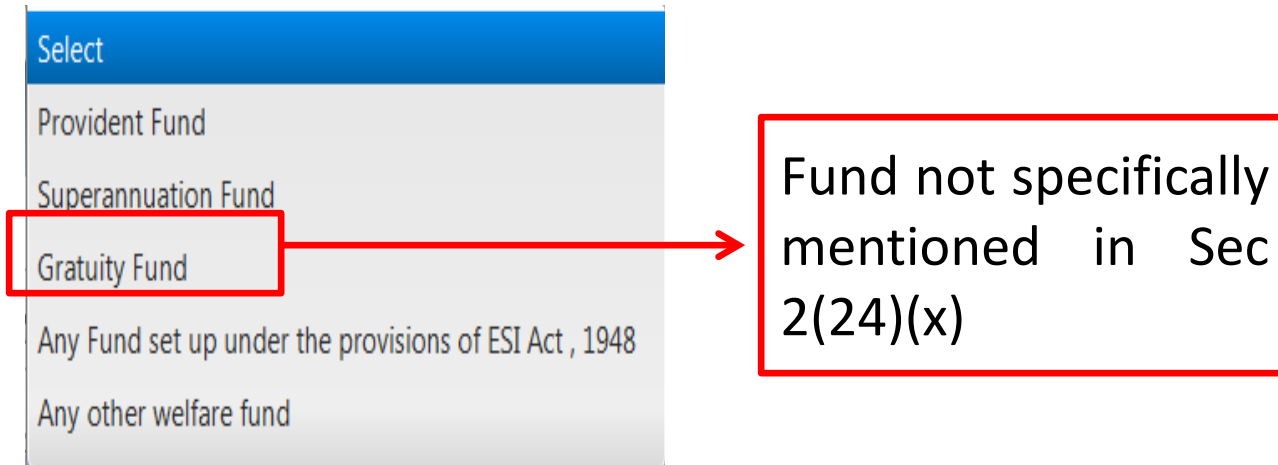 Select
Provident Fund
Superannuation Fund
Gratuity Fund
Any Fund set up under the provisions of ESI Act , 1948
Any other welfare fund
Fund not specifically
mentioned in Sec
2(24)(x)